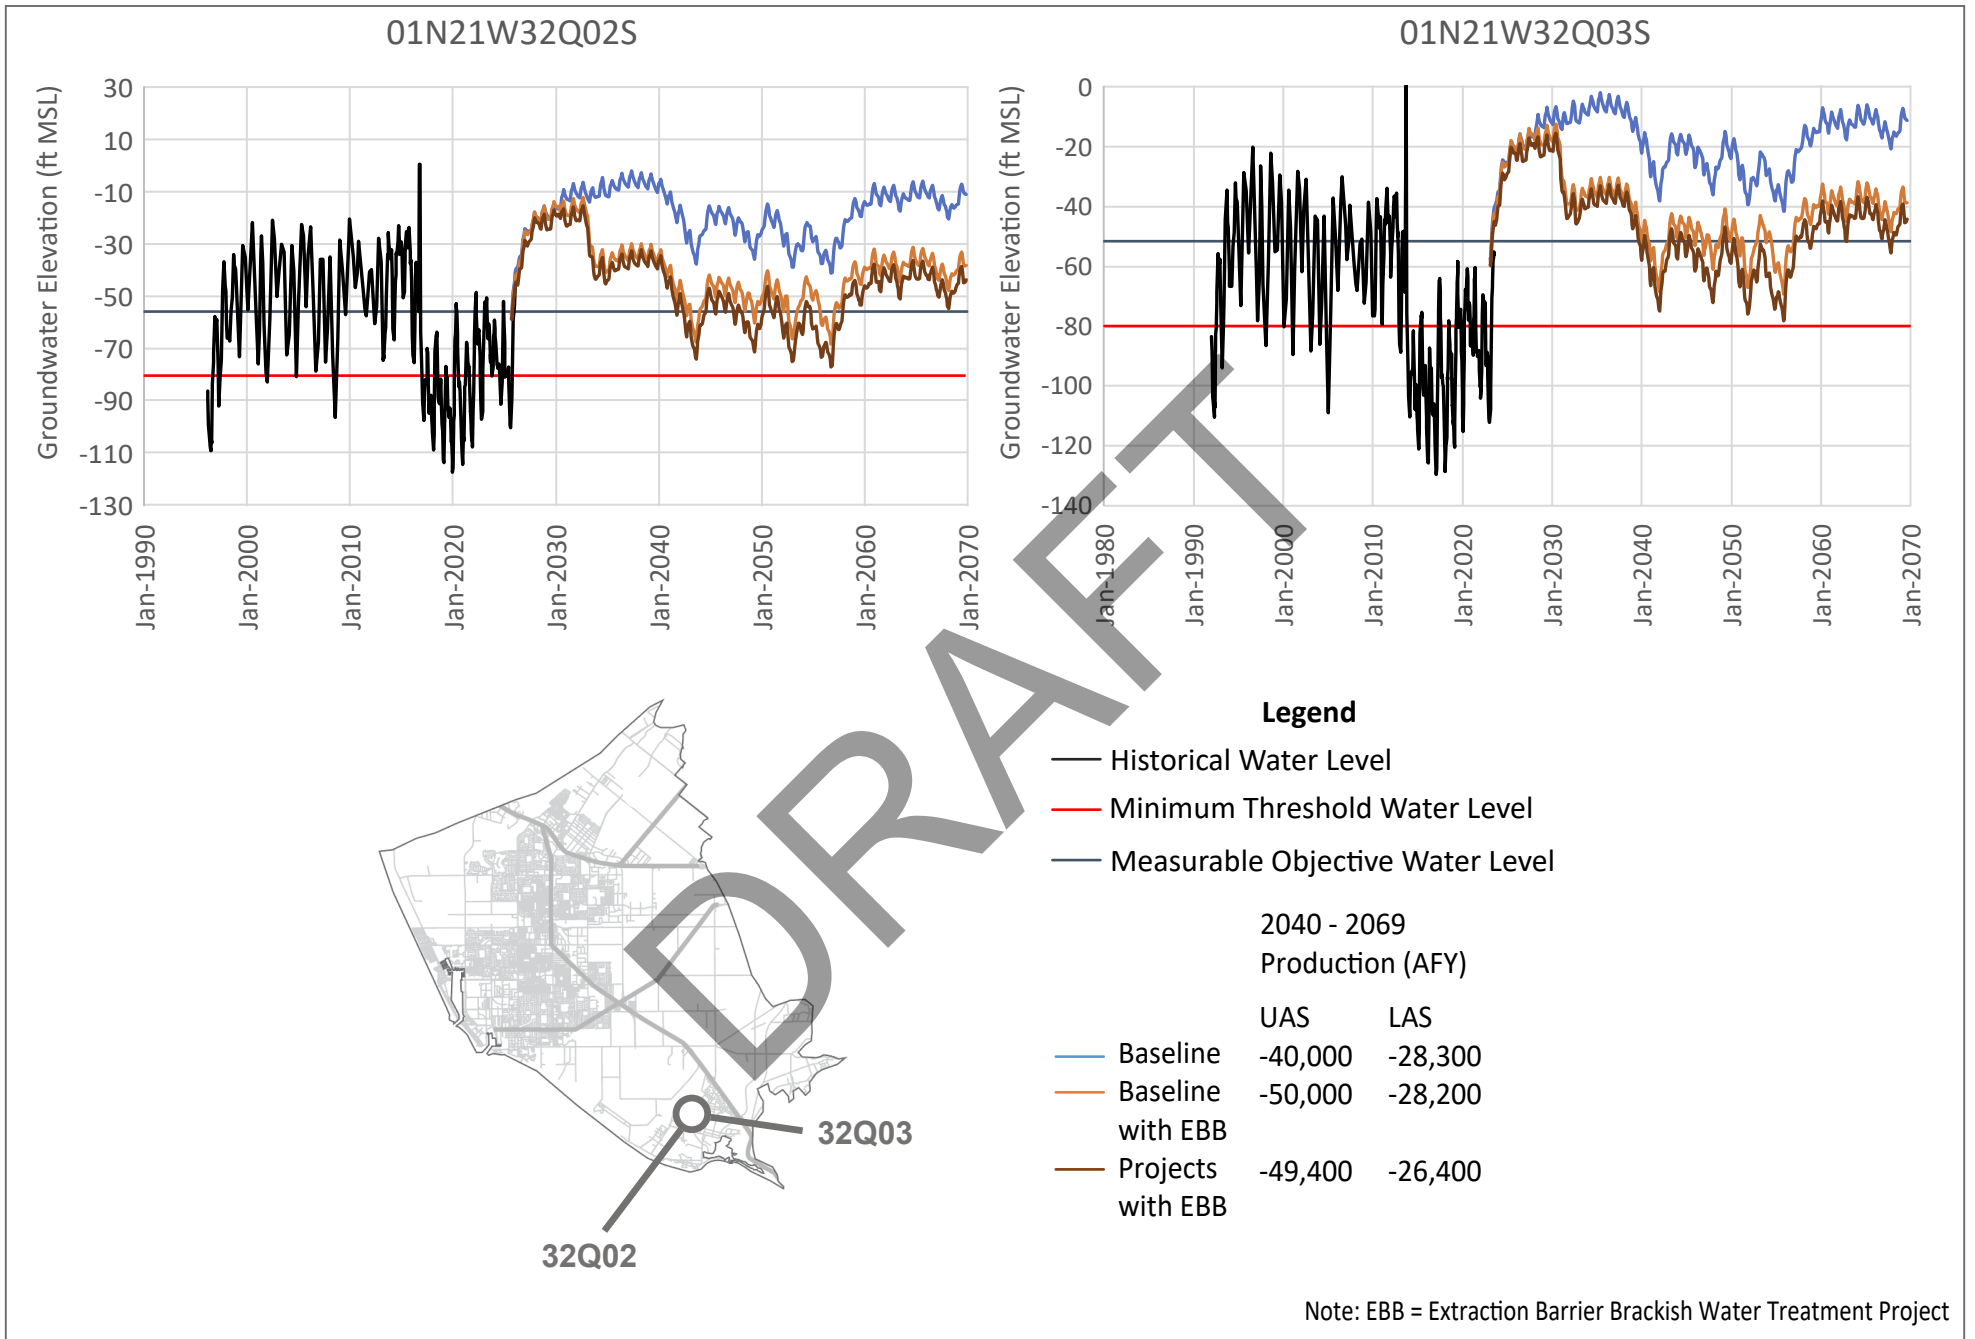 01N21W32Q02S
Groundwater Elevation (ft MSL)
30
10
-10
-30
-50
-70
-90
-110
-130
Jan-1990
Jan-2000
Jan-2010
Jan-2020
Jan-2030
Jan-2040
Jan-2050
Jan-2060
Jan-2070
01N21W32Q03S
Groundwater Elevation (ft MSL)
0
-20
-40
-60
-80
-100
-120
-140
Jan-1980
Jan-1990
Jan-2000
Jan-2010
Jan-2020
Jan-2030
Jan-2040
Jan-2050
Jan-2060
Jan-2070
DRAFT
32Q03
32Q02
Legend
Historical Water Level
Minimum Threshold Water Level
Measurable Objective Water Level
2040 - 2069
Production (AFY)
UAS LAS
Baseline -40,000 -28,300
Baseline -50,000 -28,200
with EBB
Projects -49,400 -26,400
with EBB
Note: EBB = Extraction Barrier Brackish Water Treatment Project